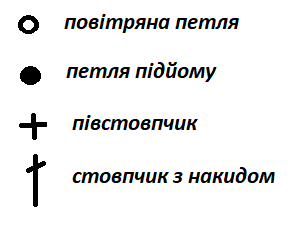 повітряна петля
петля підйому
півстовпчик
стовпчик з накидом